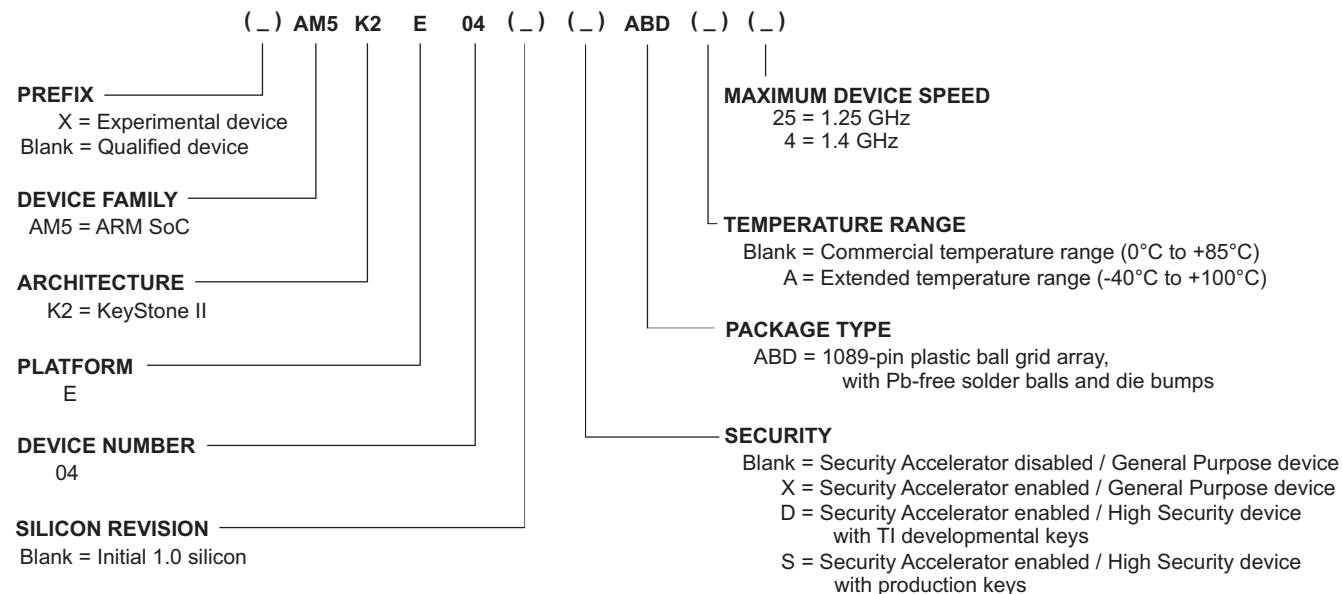 ( _ ) AM5 K2 E 04 ( _ ) ( _ ) ABD ( _ ) ( _ )
PREFIX
X = Experimental device
Blank = Qualified device
DEVICE FAMILY
AM5 = ARM SoC
ARCHITECTURE
K2 = KeyStone II
PLATFORM
E
DEVICE NUMBER
04
SILICON REVISION
Blank = Initial 1.0 silicon
MAXIMUM DEVICE SPEED
25 = 1.25 GHz
4 = 1.4 GHz
TEMPERATURE RANGE
Blank = Commercial temperature range (0°C to +85°C)
A = Extended temperature range (-40°C to +100°C)
PACKAGE TYPE
ABD = 1089-pin plastic ball grid array,
with Pb-free solder balls and die bumps
SECURITY
Blank = Security Accelerator disabled / General Purpose device
X = Security Accelerator enabled / General Purpose device
D = Security Accelerator enabled / High Security device
with TI developmental keys
S = Security Accelerator enabled / High Security device
with production keys